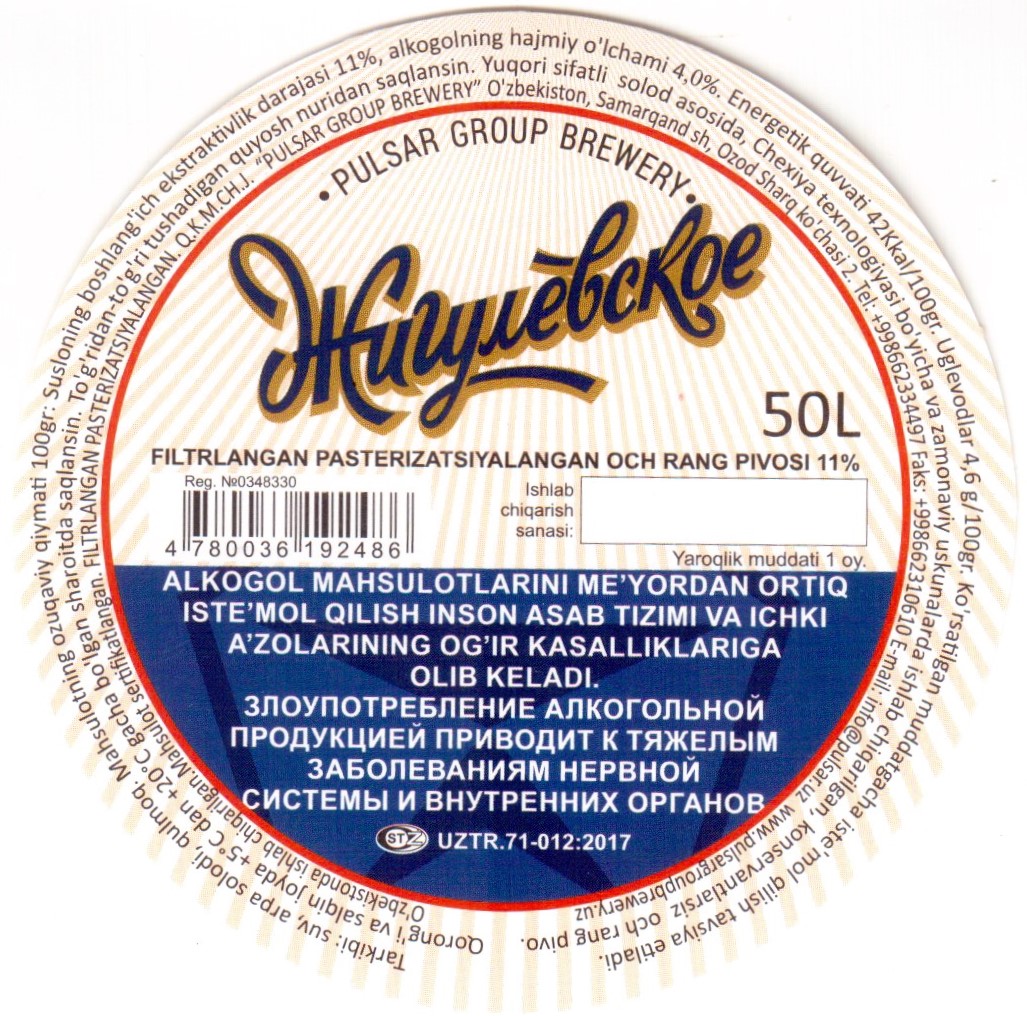 Tarkibi: suv, arpa solodi, qulmoq. Mahsulotning ozuqaviy qiymati 100gr: Susloning boshlang'ich ekstraktivlik darajasi 11%, alkogolning hajmiy o'lchami 4,0%. Energetik quvvati 42Kkal/100gr. Uglevodlar 4,6 g/100gr. Ko'rsatilgan muddatgacha iste'mol qilish tavsiya etiladi.
Qorong'i va salqin joyda +5°C dan +20°C gacha bo'lgan sharoitda saqlansin. To'g'ridan-to'g'ri tushadigan quyosh nuridan saqlansin. Yuqori sifatli solod asosida, Chexiya texnologiyasi bo'yicha va zamonaviy uskunalarda ishlab chiqarilgan, konservantlarsiz och rang pivo.
O'zbekistonda ishlab chiqarilgan.Mahsulot sertifikatlangan. FILTRLANGAN PASTERIZATSIYALANGAN. Q.K.M.CH.J. "PULSAR GROUP BREWERY" O'zbekiston, Samarqand sh, Ozod Sharq ko'chasi 2. Tel: +998662334497 Faks: +998662310610 E-mail: info@pulsar.uz www.pulsargroupbrewery.uz
• PULSAR GROUP BREWERY •
Жигулёвское
50L
FILTRLANGAN PASTERIZATSIYALANGAN OCH RANG PIVOSI 11%
Reg. №0348330
4 780036 192486
Ishlab
chiqarish
sanasi:
Yaroqlik muddati 1 oy.
ALKOGOL MAHSULOTLARINI ME'YORDAN ORTIQ
ISTE'MOL QILISH INSON ASAB TIZIMI VA ICHKI
A'ZOLARINING OG'IR KASALLIKLARIGA
OLIB KELADI.
ЗЛОУПОТРЕБЛЕНИЕ АЛКОГОЛЬНОЙ
ПРОДУКЦИЕЙ ПРИВОДИТ К ТЯЖЕЛЫМ
ЗАБОЛЕВАНИЯМ НЕРВНОЙ
СИСТЕМЫ И ВНУТРЕННИХ ОРГАНОВ
STZ UZTR.71-012:2017